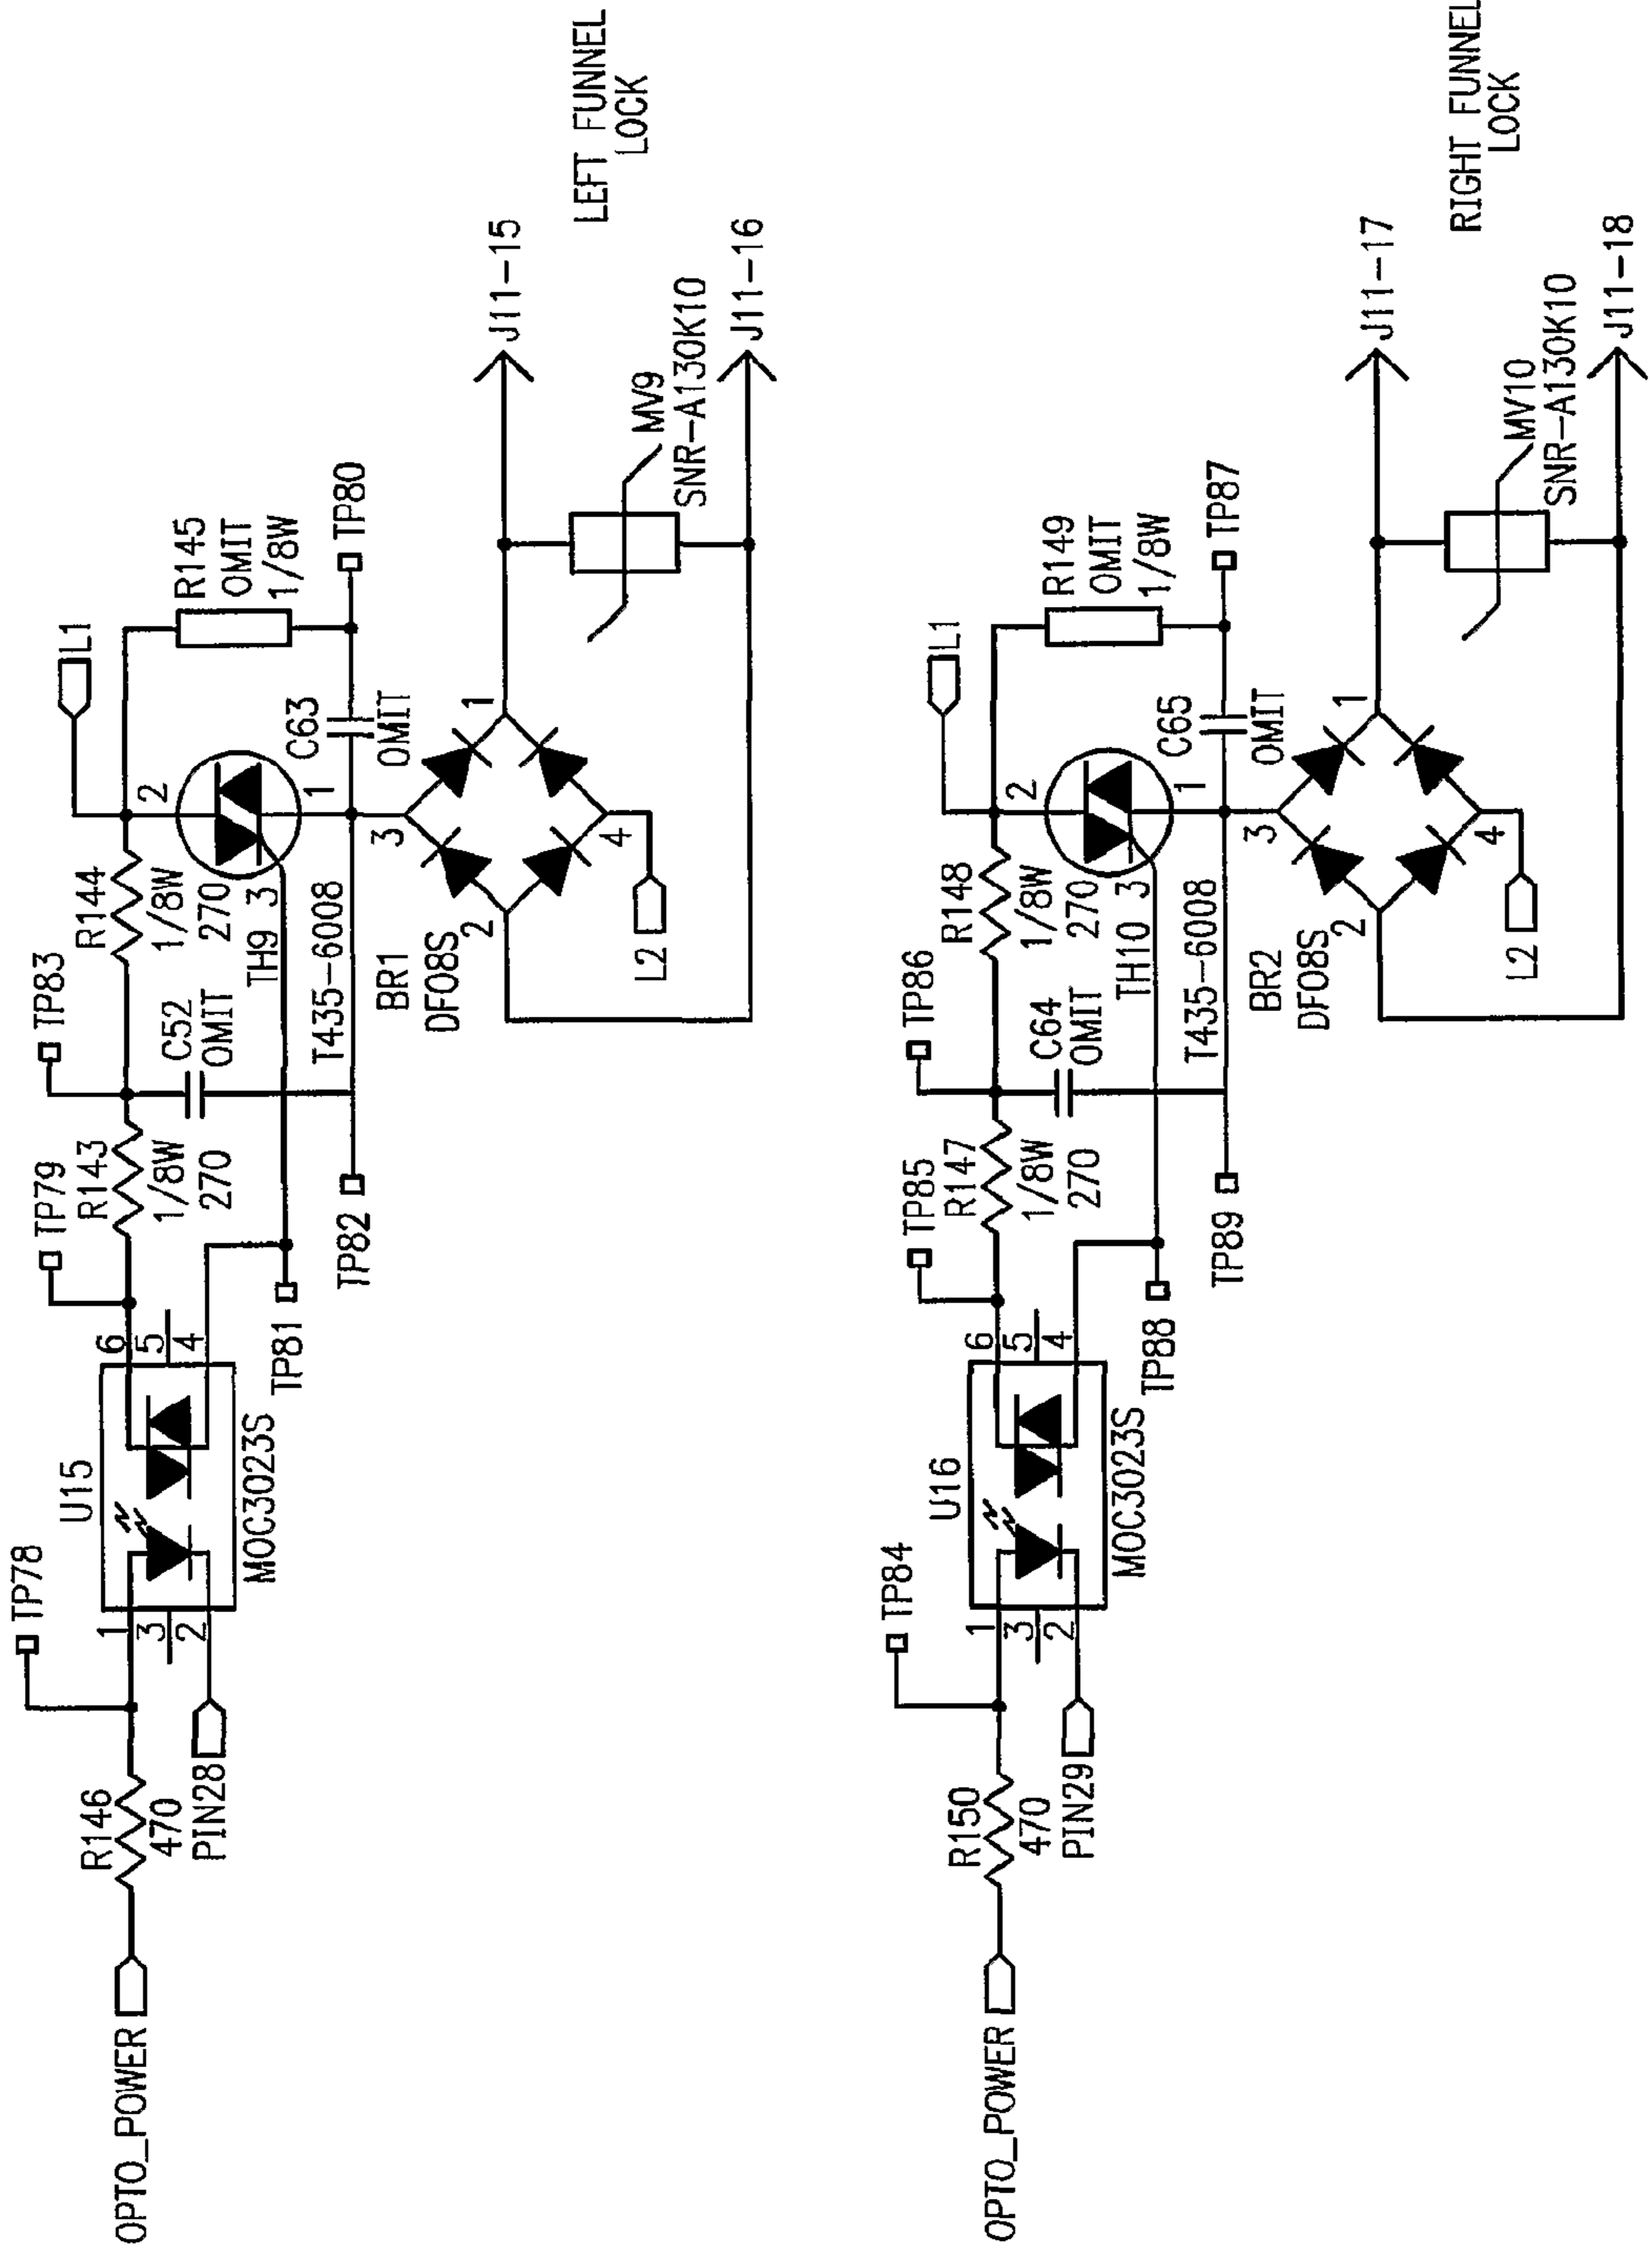 OPTO_POWER
R146
470
PIN28
TP78
U15
1
3
2
6
5
4
MOC3023S
TP79
TP83
R143
1/8W
270
TP81
TP82
C52
OMIT
R144
1/8W
270
TH9
3
2
1
T435-6008
L1
R145
OMIT
1/8W
C63
OMIT
TP80
BR1
DF08S
3
1
2
4
L2
J11-15
MV9
SNR-A130K10
J11-16
LEFT FUNNEL
LOCK
OPTO_POWER
R150
470
PIN29
TP84
U16
1
3
2
6
5
4
MOC3023S
TP85
TP86
R147
1/8W
270
TP88
TP89
C64
OMIT
R148
1/8W
270
TH10
3
2
1
T435-6008
L1
R149
OMIT
1/8W
C65
OMIT
TP87
BR2
DF08S
3
1
2
4
L2
J11-17
MV10
SNR-A130K10
J11-18
RIGHT FUNNEL
LOCK